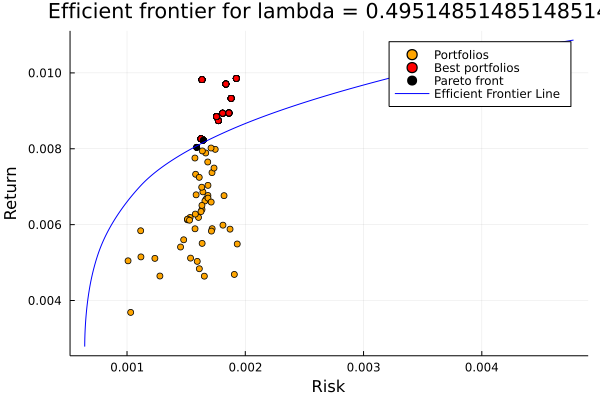 Efficient frontier for lambda = 0.4951485148514851
0.010
0.008
0.006
0.004
Return
Portfolios
Best portfolios
Pareto front
Efficient Frontier Line
0.001
0.002
0.003
0.004
Risk